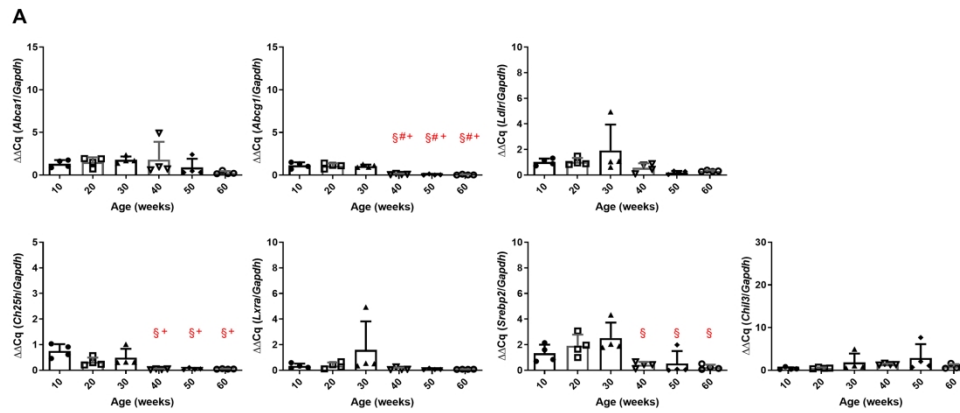 A
ΔΔCq (Abca1/Gapdh)
15
10
5
0
10 20 30 40 50 60
Age (weeks)
ΔΔCq (Abcg1/Gapdh)
15
10
5
0
§#+ §#+ §#+
10 20 30 40 50 60
Age (weeks)
ΔΔCq (Ldlr/Gapdh)
10
8
6
4
2
0
10 20 30 40 50 60
Age (weeks)
ΔΔCq (Ch25h/Gapdh)
5
4
3
2
1
0
§+ §+ §+
10 20 30 40 50 60
Age (weeks)
ΔΔCq (Lxra/Gapdh)
10
8
6
4
2
0
10 20 30 40 50 60
Age (weeks)
ΔΔCq (Srebp2/Gapdh)
10
8
6
4
2
0
§ § §
10 20 30 40 50 60
Age (weeks)
ΔΔCq (Chil3/Gapdh)
30
20
10
0
10 20 30 40 50 60
Age (weeks)